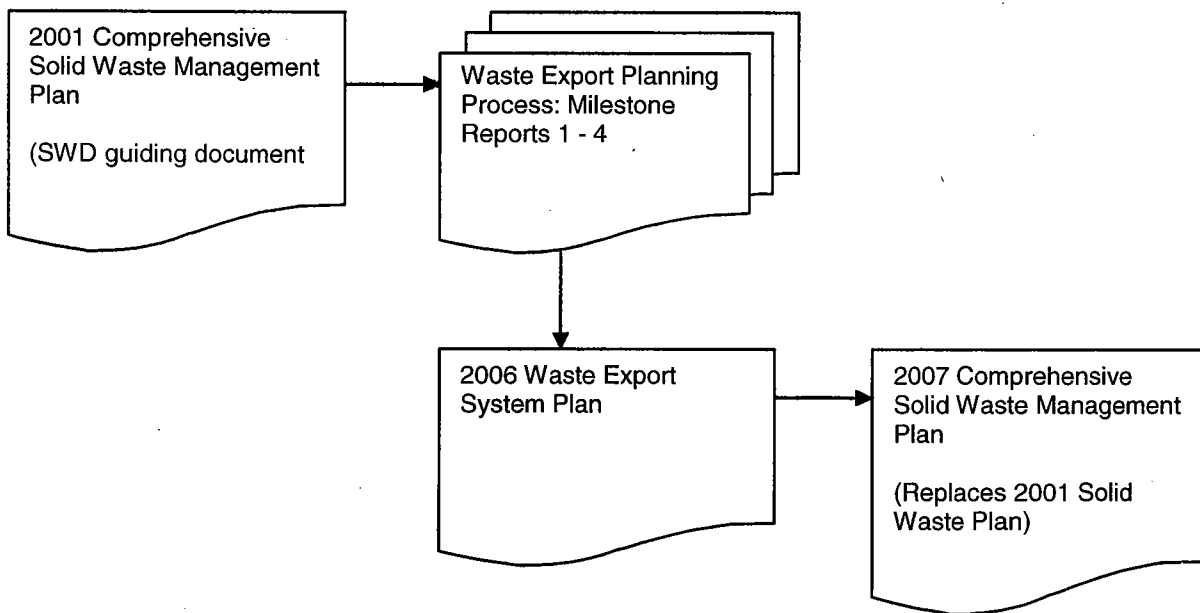 2001 Comprehensive
Solid Waste Management
Plan
(SWD guiding document
Waste Export Planning
Process: Milestone
Reports 1 - 4
2006 Waste Export
System Plan
2007 Comprehensive
Solid Waste Management
Plan
(Replaces 2001 Solid
Waste Plan)